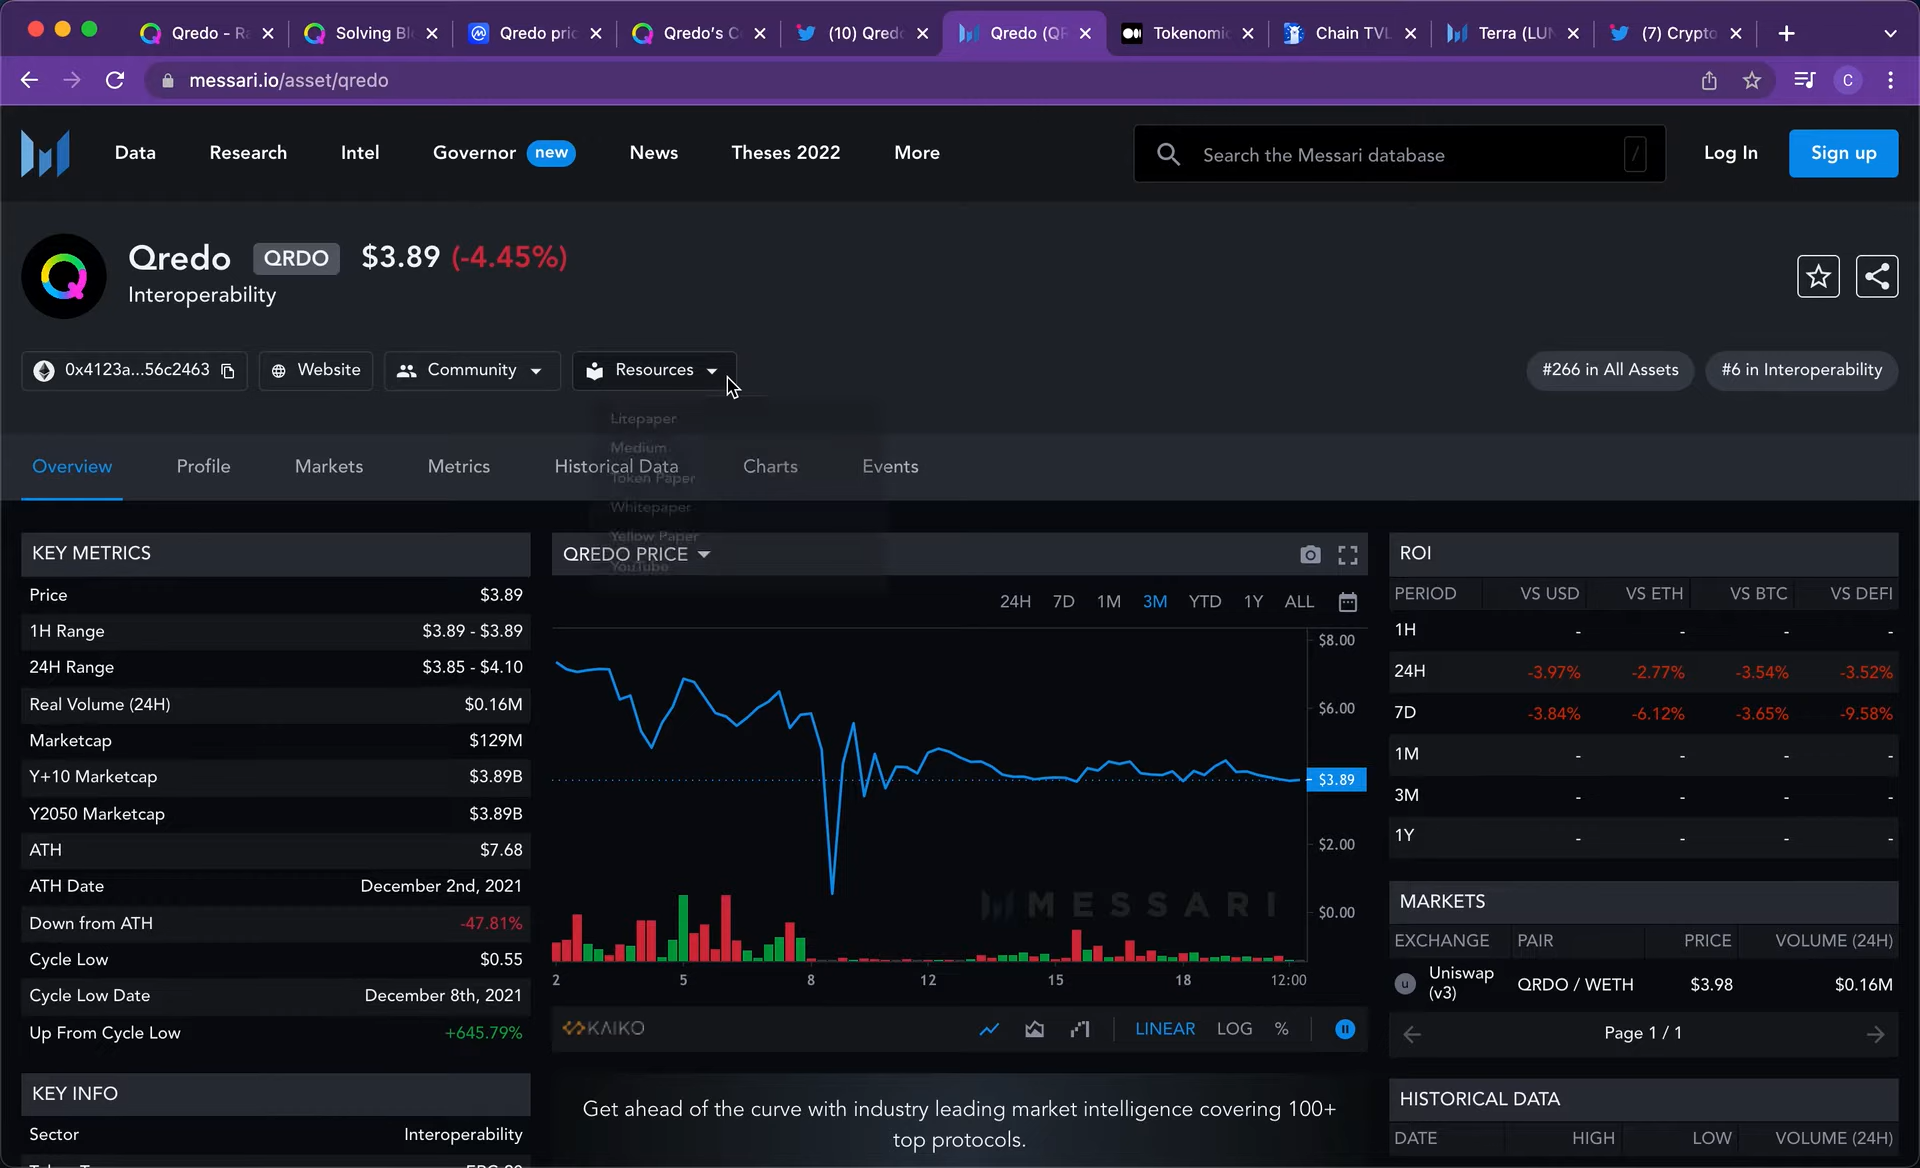 Qredo - Ra
Solving Bl
Qredo pric
Qredo's C
(10) Qred
Qredo (QR
Tokenomic
Chain TVL
Terra (LUN
(7) Crypto
messari.io/asset/qredo
C
Data
Research
Intel
Governor new
News
Theses 2022
More
Search the Messari database /
Log In
Sign up
Qredo QRDO $3.89 (-4.45%)
Interoperability
0x4123a...56c2463
Website
Community
Resources
#266 in All Assets
#6 in Interoperability
Litepaper
Medium
Token Paper
Whitepaper
Yellow Paper
YouTube
Overview
Profile
Markets
Metrics
Historical Data
Charts
Events
KEY METRICS
Price $3.89
1H Range $3.89 - $3.89
24H Range $3.85 - $4.10
Real Volume (24H) $0.16M
Marketcap $129M
Y+10 Marketcap $3.89B
Y2050 Marketcap $3.89B
ATH $7.68
ATH Date December 2nd, 2021
Down from ATH -47.81%
Cycle Low $0.55
Cycle Low Date December 8th, 2021
Up From Cycle Low +645.79%
KEY INFO
Sector Interoperability
QREDO PRICE
24H 7D 1M 3M YTD 1Y ALL
$8.00
$6.00
$3.89
$2.00
$0.00
MESSARI
2 5 8 12 15 18 12:00
KAIKO
LINEAR LOG %
Get ahead of the curve with industry leading market intelligence covering 100+
top protocols.
ROI
PERIOD VS USD VS ETH VS BTC VS DEFI
1H - - - -
24H -3.97% -2.77% -3.54% -3.52%
7D -3.84% -6.12% -3.65% -9.58%
1M - - - -
3M - - - -
1Y - - - -
MARKETS
EXCHANGE PAIR PRICE VOLUME (24H)
u Uniswap
(v3) QRDO / WETH $3.98 $0.16M
Page 1 / 1
HISTORICAL DATA
DATE HIGH LOW VOLUME (24H)